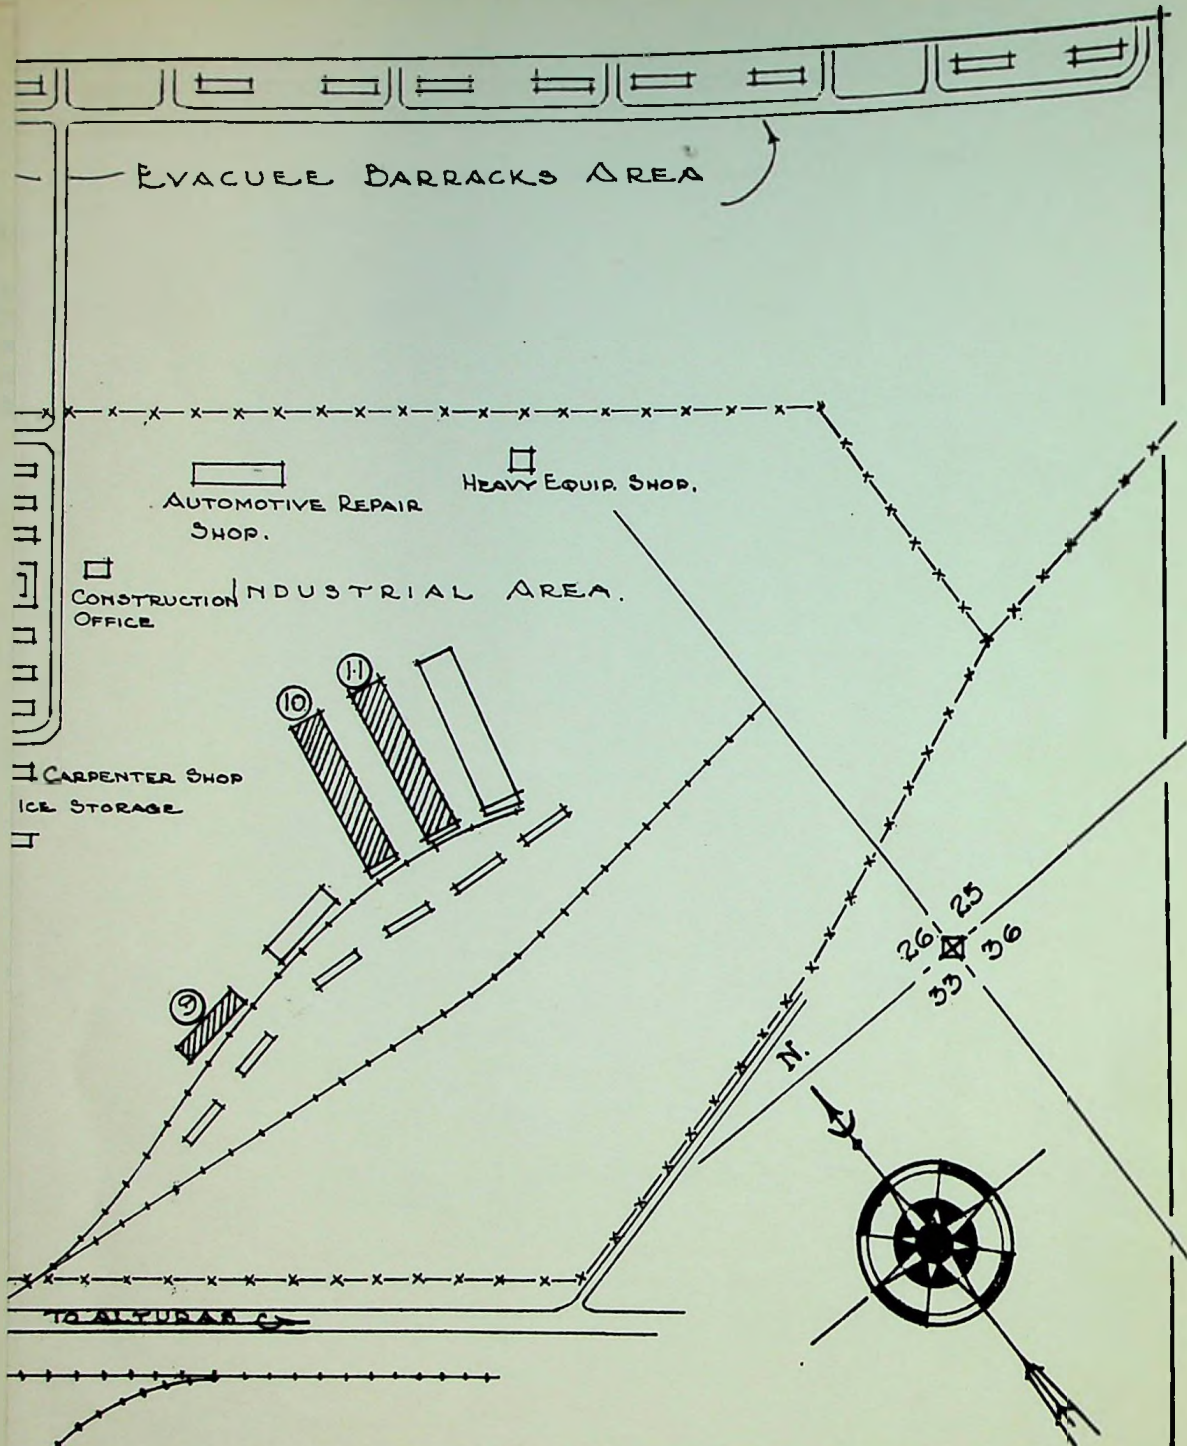 EVACUEE BARRACKS AREA
AUTOMOTIVE REPAIR
SHOP.
HEAVY EQUIP. SHOP.
CONSTRUCTION
OFFICE
INDUSTRIAL AREA.
11
10
CARPENTER SHOP
ICE STORAGE
25
26
36
33
9
N.
TO ALTURAS